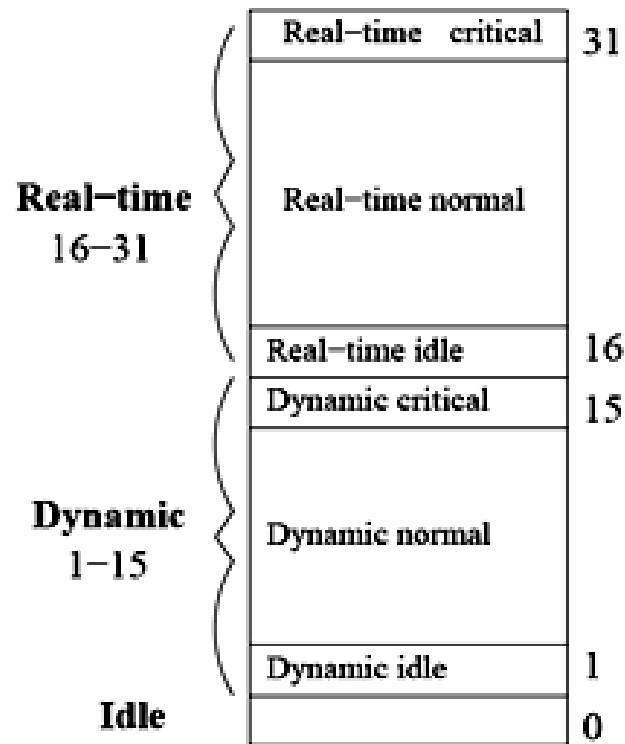 Real-time critical 31
Real-time
16-31
Real-time normal
Real-time idle 16
Dynamic critical 15
Dynamic
1-15
Dynamic normal
Dynamic idle 1
Idle 0